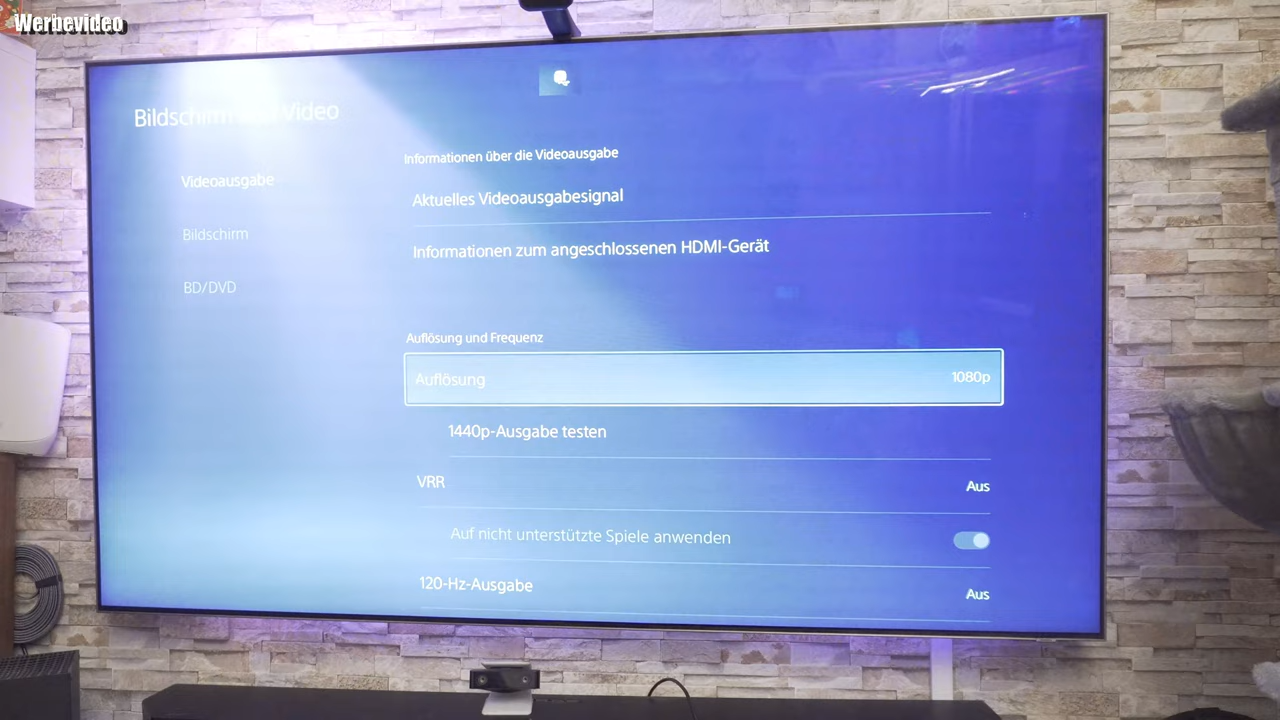 Werbevideo
Bildschirm und Video
Videoausgabe
Bildschirm
BD/DVD
Informationen über die Videoausgabe
Aktuelles Videoausgabesignal
Informationen zum angeschlossenen HDMI-Gerät
Auflösung und Frequenz
Auflösung 1080p
1440p-Ausgabe testen
VRR Aus
Auf nicht unterstützte Spiele anwenden
120-Hz-Ausgabe Aus